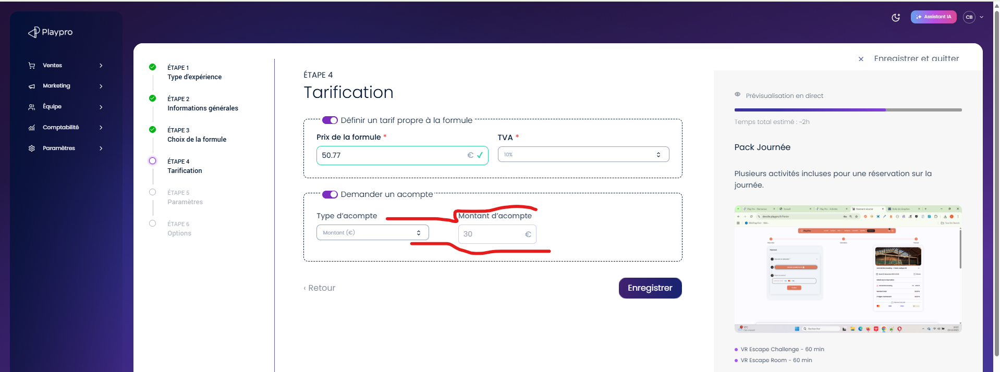 Playpro
Assistant IA
CB
Ventes
Marketing
Équipe
Comptabilité
Paramètres
ÉTAPE 1
Type d'expérience
ÉTAPE 2
Informations générales
ÉTAPE 3
Choix de la formule
ÉTAPE 4
Tarification
ÉTAPE 5
Paramètres
ÉTAPE 6
Options
Enregistrer et quitter
ÉTAPE 4
Tarification
Définir un tarif propre à la formule
Prix de la formule *
TVA *
50.77 €
10%
Demander un acompte
Type d'acompte
Montant d'acompte
Montant (€)
30 €
‹ Retour
Enregistrer
Prévisualisation en direct
Temps total estimé : ~2h
Pack Journée
Plusieurs activités incluses pour une réservation sur la
journée.
Rechercher
VR Escape Challenge - 60 min
VR Escape Room - 60 min